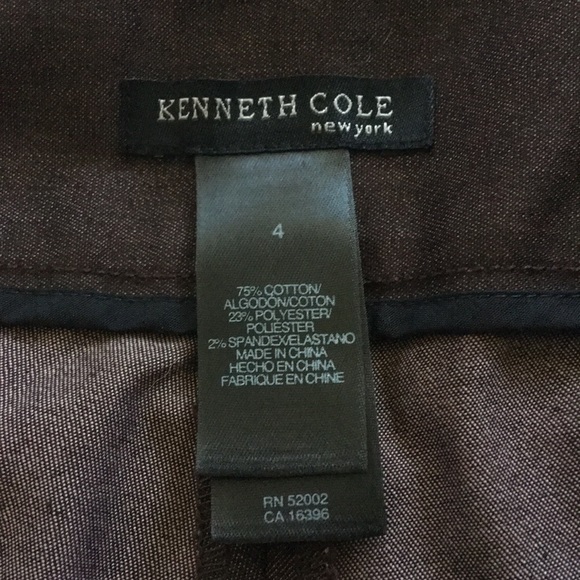 KENNETH COLE
new york
4
75% COTTON/
ALGODON/COTON
23% POLYESTER/
POLIESTER
2% SPANDEX/ELASTANO
MADE IN CHINA
HECHO EN CHINA
FABRIQUE EN CHINE
RN 52002
CA 16396